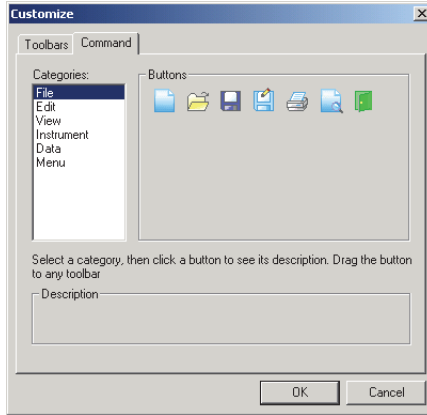 Customize
Toolbars Command
Categories: Buttons
File
Edit
View
Instrument
Data
Menu
Select a category, then click a button to see its description. Drag the button
to any toolbar
Description
OK Cancel